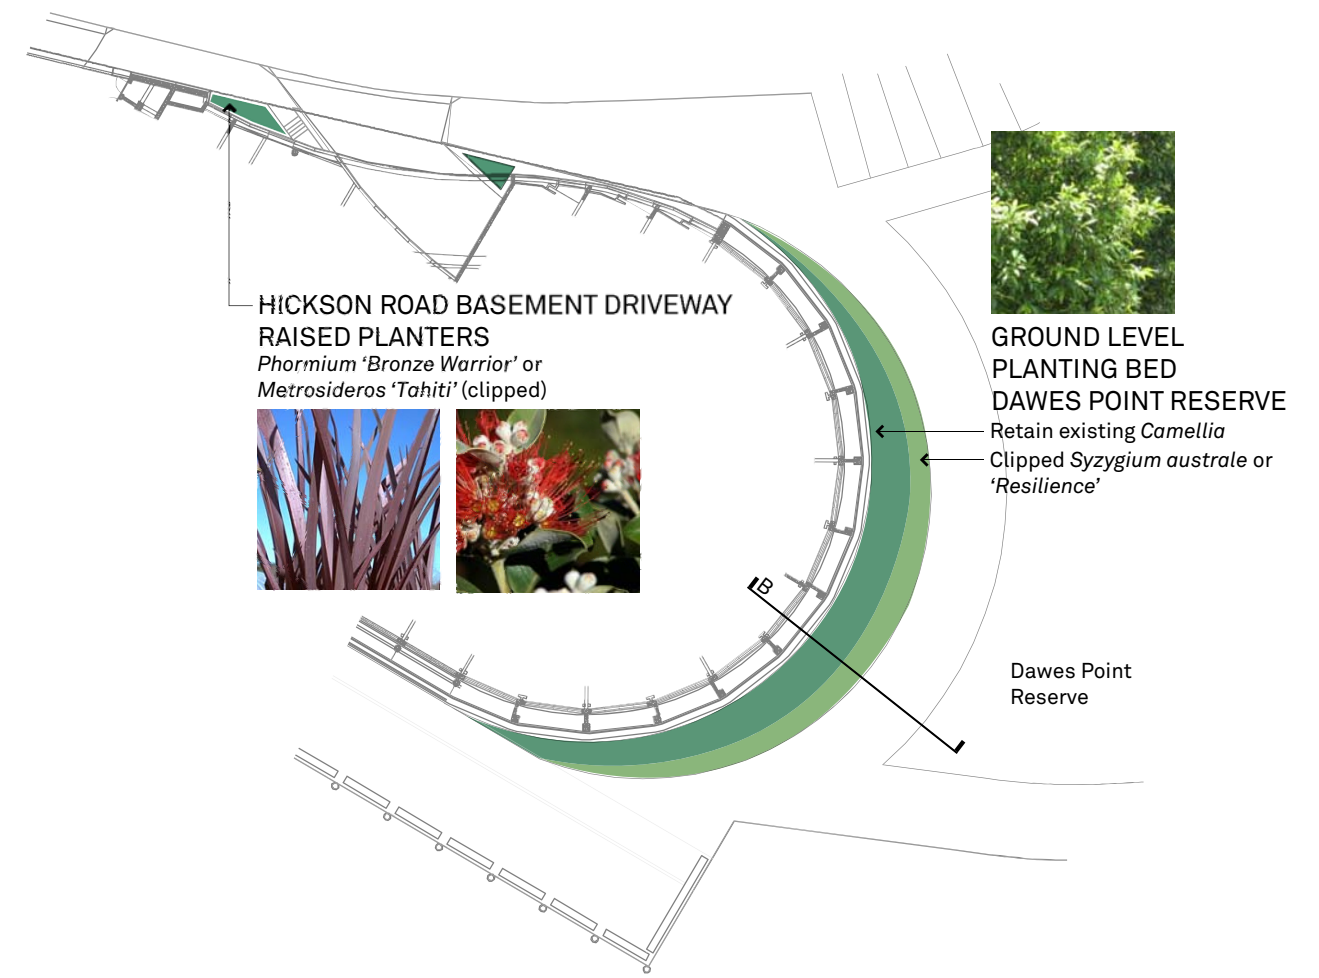 HICKSON ROAD BASEMENT DRIVEWAY
RAISED PLANTERS
Phormium ‘Bronze Warrior’ or
Metrosideros ‘Tahiti’ (clipped)
GROUND LEVEL
PLANTING BED
DAWES POINT RESERVE
Retain existing Camellia
Clipped Syzygium australe or
‘Resilience’
B
Dawes Point
Reserve